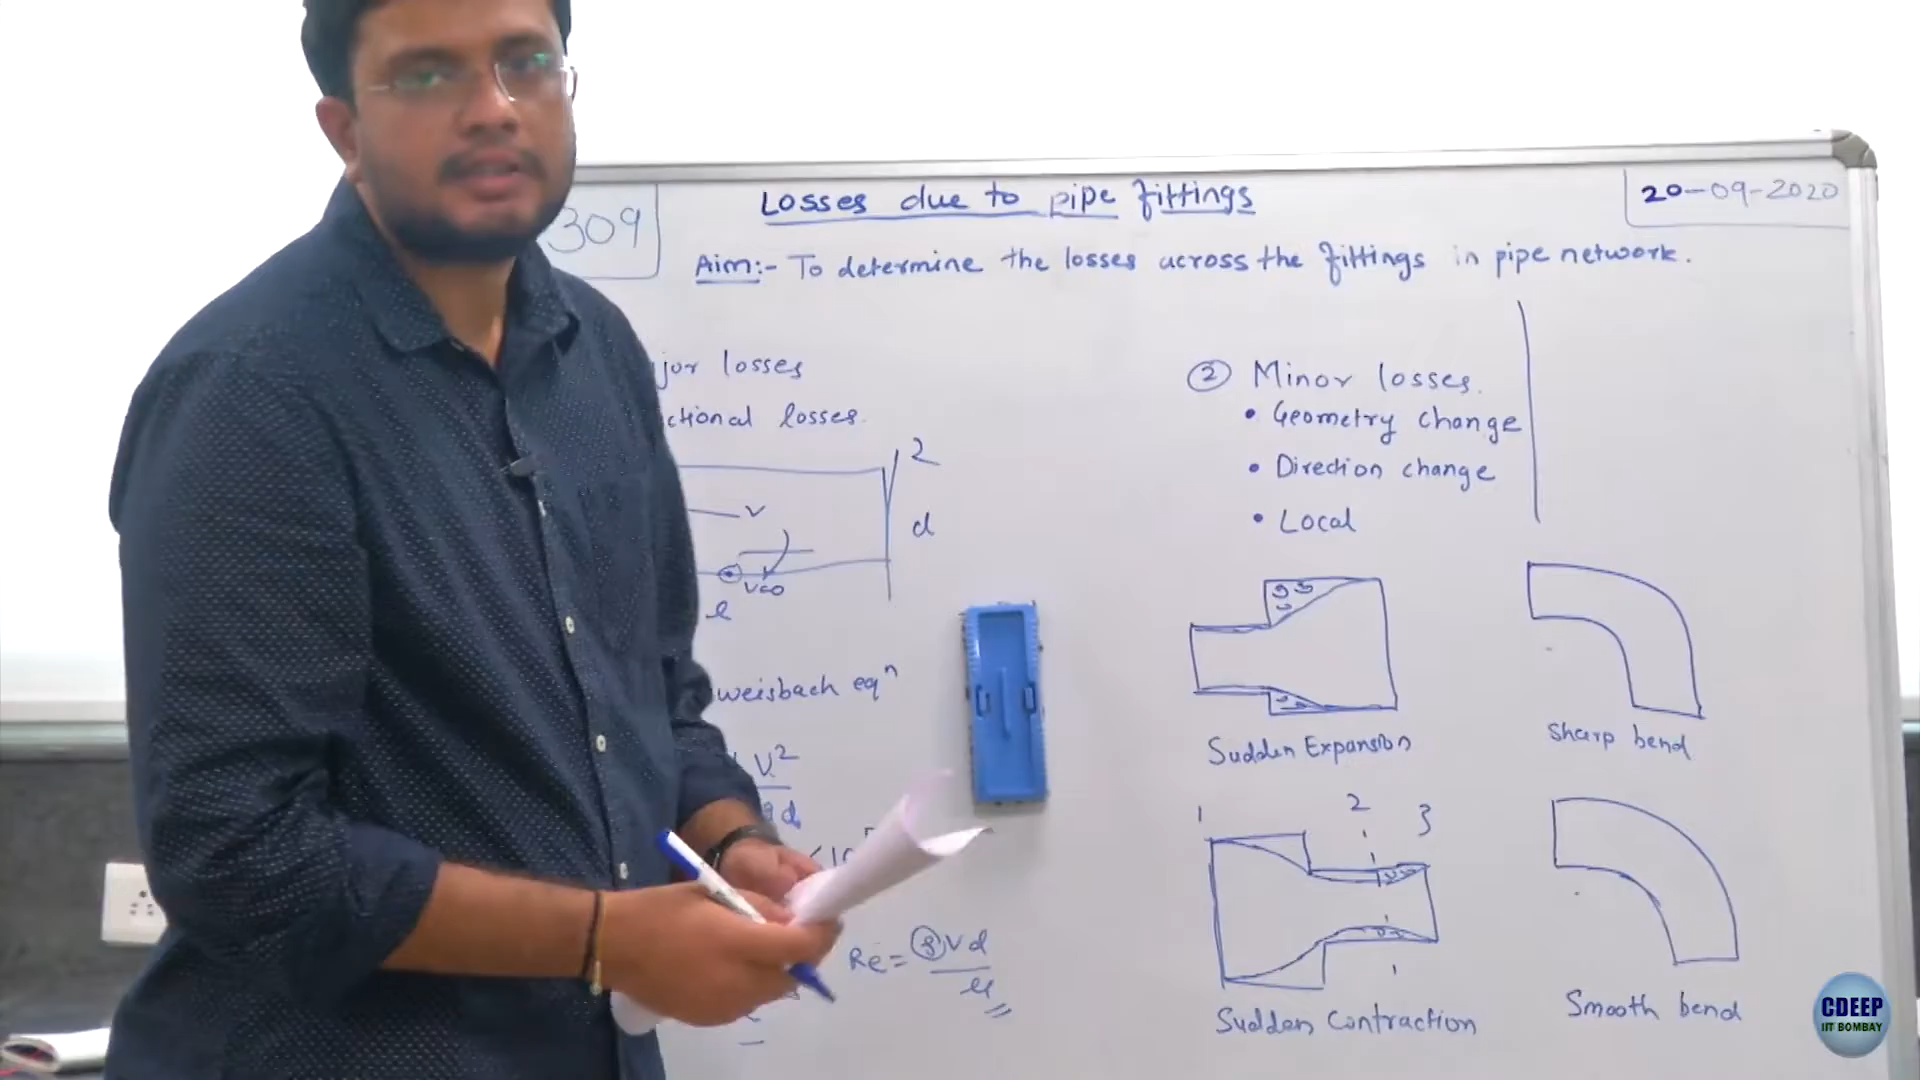 309
Losses due to pipe fittings
20-09-2020
Aim:- To determine the losses across the fittings in pipe network.
jor losses
ctional losses.
2
V
d
V=0
l
weisbach eqⁿ
V²
gd
Re = ρVd
μ
② Minor losses.
• Geometry change
• Direction change
• Local
Sudden Expansion
Sharp bend
1 2 3
Sudden Contraction
Smooth bend
CDEEP
IIT BOMBAY